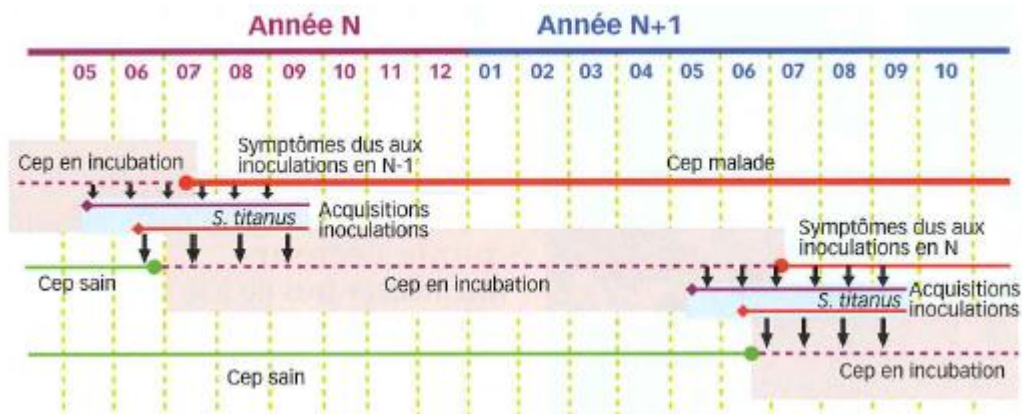 Année N
Année N+1
05 06 07 08 09 10 11 12 01 02 03 04 05 06 07 08 09 10
Cep en incubation
Symptômes dus aux
inoculations en N-1
Cep malade
S. titanus
Acquisitions
inoculations
Cep sain
Cep en incubation
Symptômes dus aux
inoculations en N
S. titanus
Acquisitions
inoculations
Cep sain
Cep en incubation